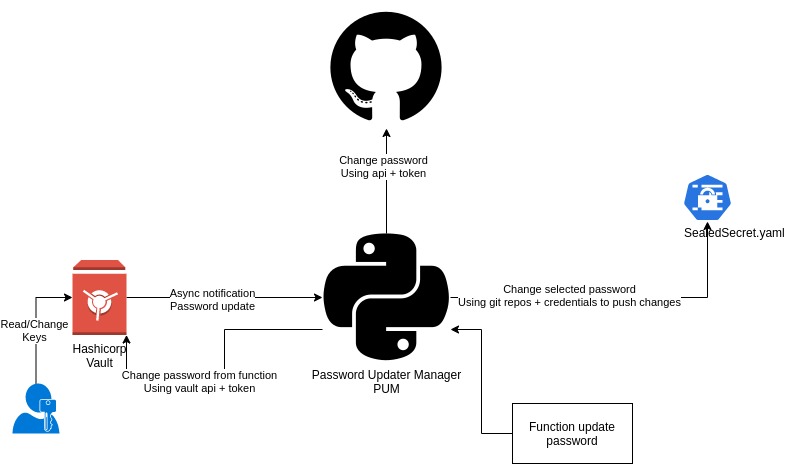 Change password
Using api + token
SealedSecret.yaml
Async notification
Password update
Change selected password
Using git repos + credentials to push changes
Read/Change
Keys
Hashicorp
Vault
Change password from function
Using vault api + token
Password Updater Manager
PUM
Function update
password